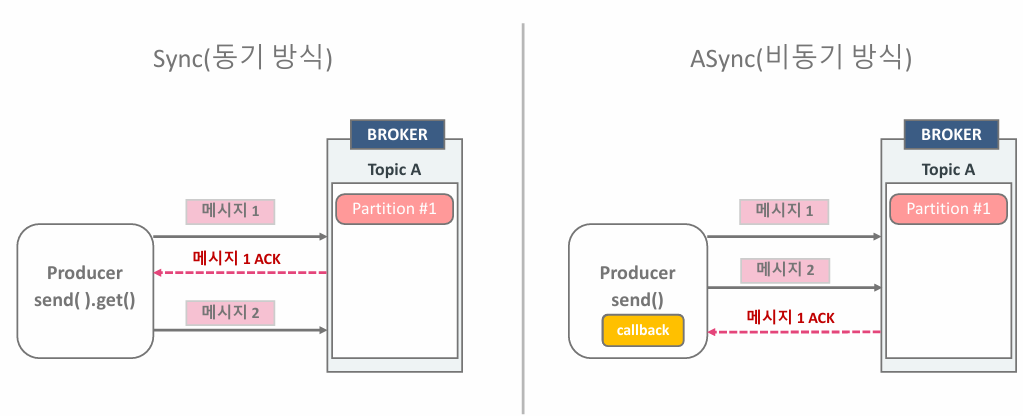 Sync(동기 방식)
BROKER
Topic A
Partition #1
메시지 1
메시지 1 ACK
Producer
send( ).get()
메시지 2
ASync(비동기 방식)
BROKER
Topic A
Partition #1
메시지 1
메시지 2
Producer
send()
callback
메시지 1 ACK